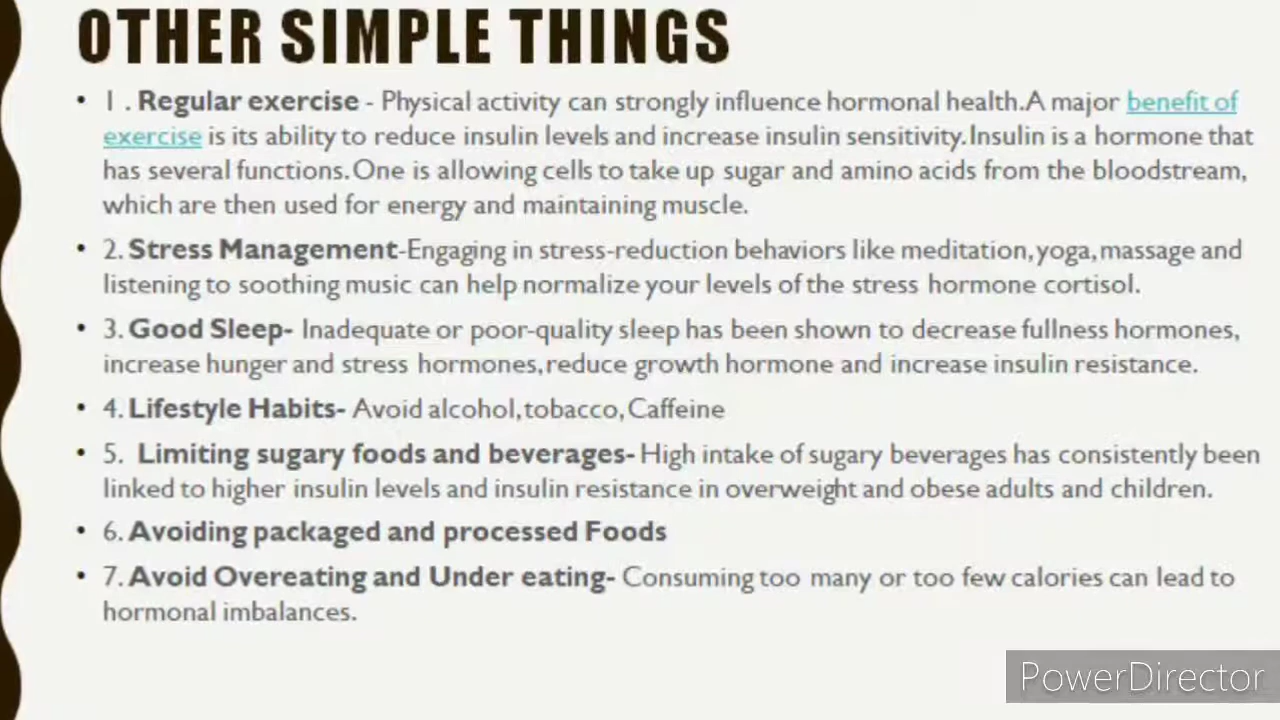 OTHER SIMPLE THINGS
• 1 . Regular exercise - Physical activity can strongly influence hormonal health.A major benefit of
exercise is its ability to reduce insulin levels and increase insulin sensitivity.Insulin is a hormone that
has several functions.One is allowing cells to take up sugar and amino acids from the bloodstream,
which are then used for energy and maintaining muscle.
• 2. Stress Management-Engaging in stress-reduction behaviors like meditation,yoga,massage and
listening to soothing music can help normalize your levels of the stress hormone cortisol.
• 3. Good Sleep- Inadequate or poor-quality sleep has been shown to decrease fullness hormones,
increase hunger and stress hormones,reduce growth hormone and increase insulin resistance.
• 4. Lifestyle Habits- Avoid alcohol,tobacco,Caffeine
• 5. Limiting sugary foods and beverages- High intake of sugary beverages has consistently been
linked to higher insulin levels and insulin resistance in overweight and obese adults and children.
• 6. Avoiding packaged and processed Foods
• 7. Avoid Overeating and Under eating- Consuming too many or too few calories can lead to
hormonal imbalances.
PowerDirector